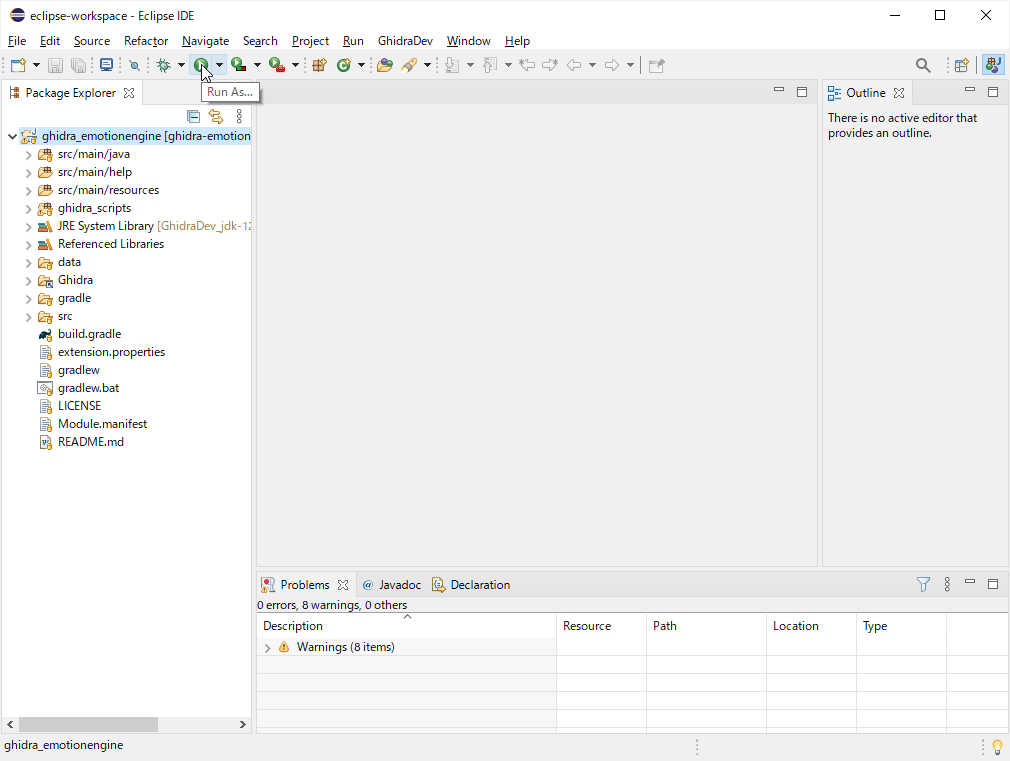 eclipse-workspace - Eclipse IDE
File Edit Source Refactor Navigate Search Project Run GhidraDev Window Help
Run As...
Package Explorer
ghidra_emotionengine [ghidra-emotion
src/main/java
src/main/help
src/main/resources
ghidra_scripts
JRE System Library [GhidraDev_jdk-12
Referenced Libraries
data
Ghidra
gradle
src
build.gradle
extension.properties
gradlew
gradlew.bat
LICENSE
Module.manifest
README.md
Outline
There is no active editor that
provides an outline.
Problems @ Javadoc Declaration
0 errors, 8 warnings, 0 others
Description Resource Path Location Type
Warnings (8 items)
ghidra_emotionengine